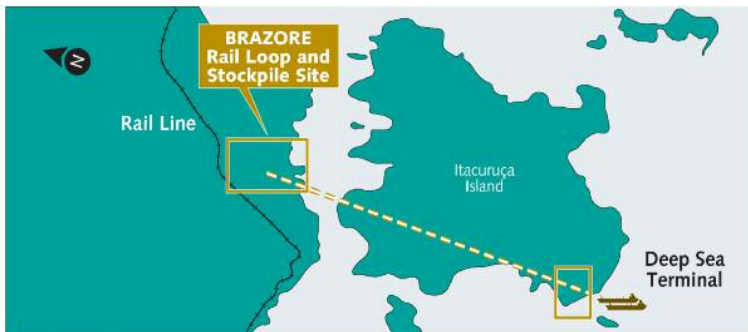 BRAZORE
Rail Loop and
Stockpile Site
N
Rail Line
Itacuruça
Island
Deep Sea
Terminal